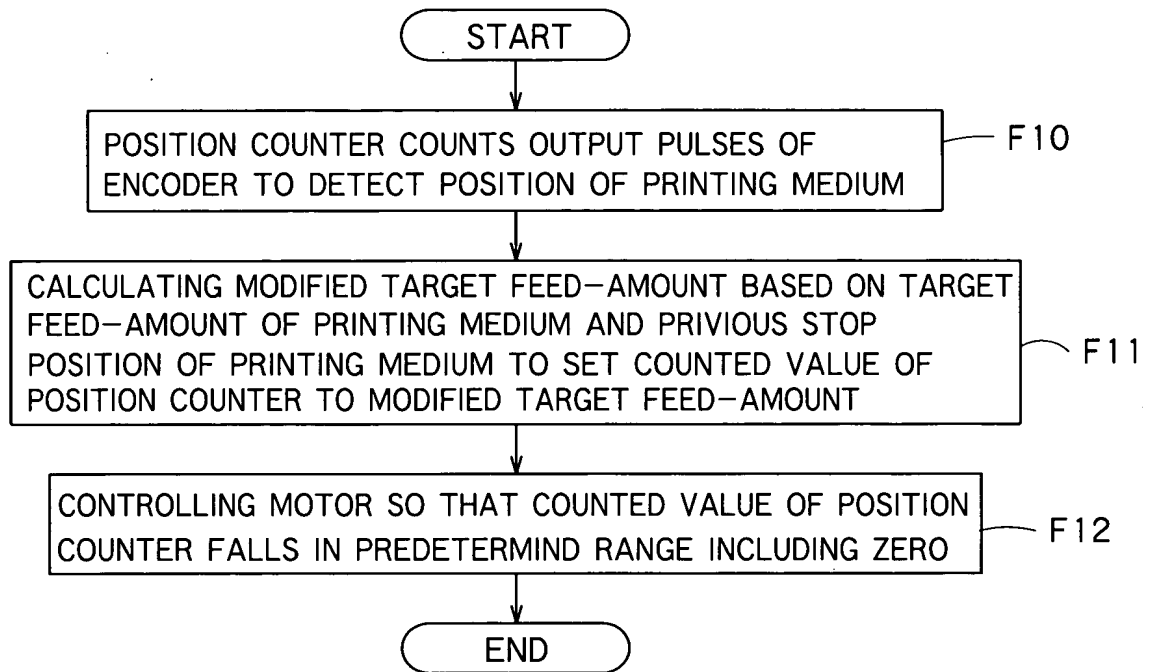 START
POSITION COUNTER COUNTS OUTPUT PULSES OF
ENCODER TO DETECT POSITION OF PRINTING MEDIUM
F10
CALCULATING MODIFIED TARGET FEED-AMOUNT BASED ON TARGET
FEED-AMOUNT OF PRINTING MEDIUM AND PRIVIOUS STOP
POSITION OF PRINTING MEDIUM TO SET COUNTED VALUE OF
POSITION COUNTER TO MODIFIED TARGET FEED-AMOUNT
F11
CONTROLLING MOTOR SO THAT COUNTED VALUE OF POSITION
COUNTER FALLS IN PREDETERMIND RANGE INCLUDING ZERO
F12
END